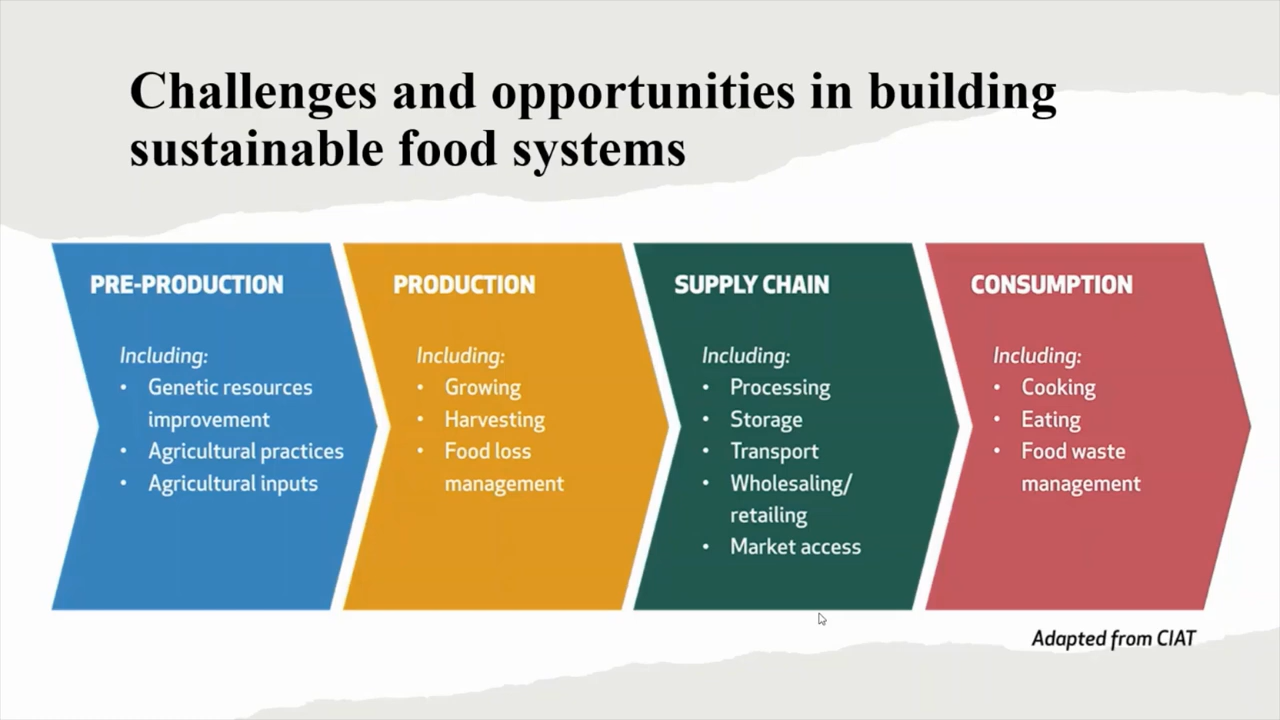 Challenges and opportunities in building
sustainable food systems
PRE-PRODUCTION
Including:
• Genetic resources
improvement
• Agricultural practices
• Agricultural inputs
PRODUCTION
Including:
• Growing
• Harvesting
• Food loss
management
SUPPLY CHAIN
Including:
• Processing
• Storage
• Transport
• Wholesaling/
retailing
• Market access
CONSUMPTION
Including:
• Cooking
• Eating
• Food waste
management
Adapted from CIAT